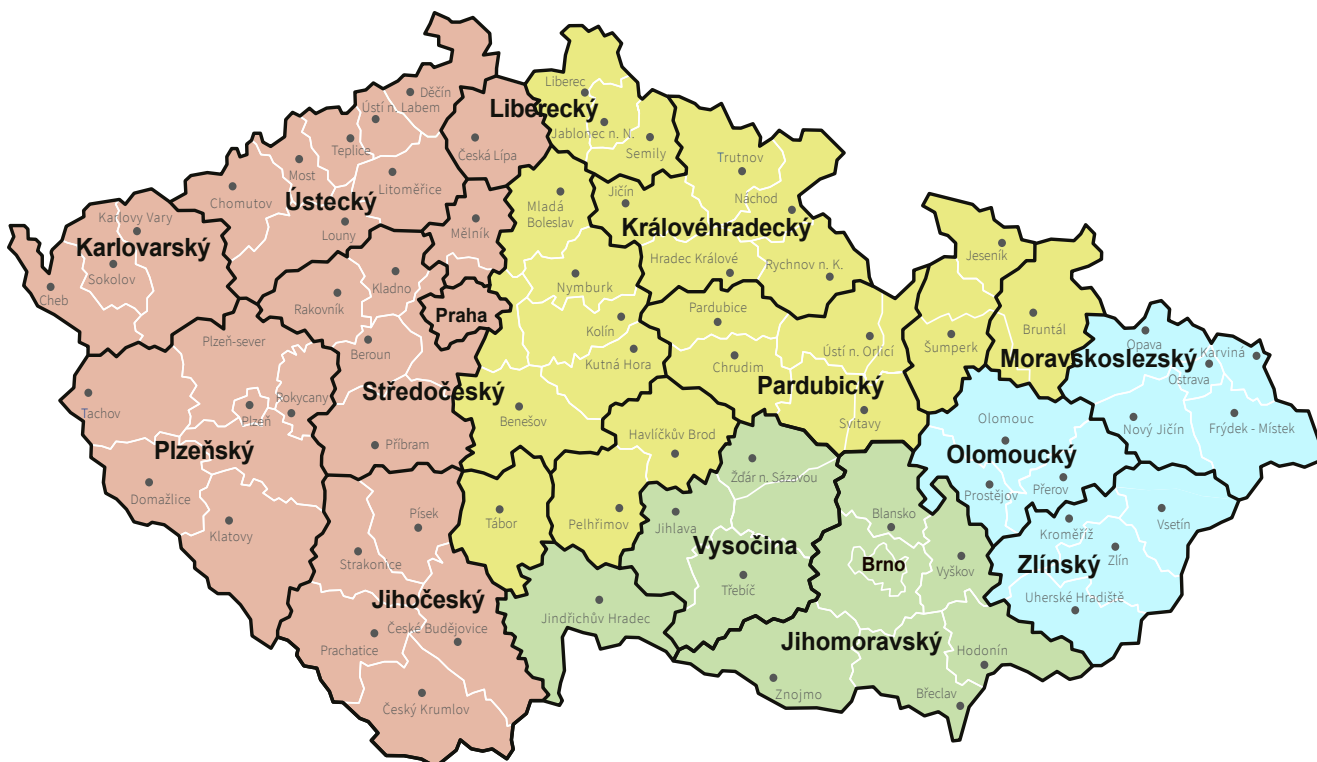 Děčín
Liberec
Ústí n. Labem
Liberecký
Jablonec n. N.
Teplice
Semily
Česká Lípa
Trutnov
Most
Litoměřice
Chomutov
Ústecký
Jičín
Náchod
Mladá
Boleslav
Karlovy Vary
Louny
Mělník
Královéhradecký
Karlovarský
Hradec Králové
Jeseník
Sokolov
Kladno
Nymburk
Rychnov n. K.
Cheb
Rakovník
Praha
Pardubice
Bruntál
Plzeň-sever
Beroun
Kolín
Ústí n. Orlicí
Šumperk
Opava
Karviná
Kutná Hora
Chrudim
Moravskoslezský
Ostrava
Rokycany
Středočeský
Pardubický
Tachov
Plzeň
Benešov
Svitavy
Olomouc
Nový Jičín
Frýdek - Místek
Plzeňský
Příbram
Havlíčkův Brod
Olomoucký
Žďár n. Sázavou
Domažlice
Prostějov
Přerov
Písek
Tábor
Pelhřimov
Jihlava
Blansko
Vsetín
Klatovy
Kroměříž
Vysočina
Strakonice
Brno
Vyškov
Zlín
Zlínský
Třebíč
Jihočeský
Uherské Hradiště
Jindřichův Hradec
České Budějovice
Prachatice
Jihomoravský
Hodonín
Znojmo
Břeclav
Český Krumlov